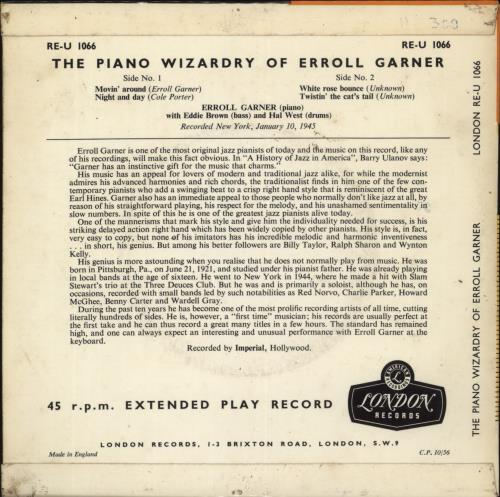 309
RE-U 1066 RE-U 1066
THE PIANO WIZARDRY OF ERROLL GARNER
Side No. 1 Side No. 2
Movin' around (Erroll Garner) White rose bounce (Unknown)
Night and day (Cole Porter) Twistin' the cat's tail (Unknown)
ERROLL GARNER (piano)
with Eddie Brown (bass) and Hal West (drums)
Recorded New York, January 10, 1945
Erroll Garner is one of the most original jazz pianists of today and the music on this record, like any
of his recordings, will make this fact obvious. In "A History of Jazz in America", Barry Ulanov says:
"Garner has an instinctive gift for the music that charms."
His music has an appeal for lovers of modern and traditional jazz alike, for while the modernist
admires his advanced harmonies and rich chords, the traditionalist finds in him one of the few con-
temporary pianists who add a swinging beat to a crisp right hand style that is reminiscent of the great
Earl Hines. Garner also has an immediate appeal to those people who normally don't like jazz at all, by
reason of his straightforward playing, his respect for the melody, and his unashamed sentimentality in
slow numbers. In spite of this he is one of the greatest jazz pianists alive today.
One of the mannerisms that mark his style and give him the individuality needed for success, is his
striking delayed action right hand which has been widely copied by other pianists. His style is, in fact,
very easy to copy, but none of his imitators has his incredible melodic and harmonic inventiveness
. . . in short, his genius. But among his better followers are Billy Taylor, Ralph Sharon and Wynton
Kelly.
His genius is more astounding when you realise that he does not normally play from music. He was
born in Pittsburgh, Pa., on June 21, 1921, and studied under his pianist father. He was already playing
in local bands at the age of sixteen. He went to New York in 1944, where he made a hit with Slam
Stewart's trio at the Three Deuces Club. But he was and is primarily a soloist, although he has, on
occasions, recorded with small bands led by such notabilities as Red Norvo, Charlie Parker, Howard
McGhee, Benny Carter and Wardell Gray.
During the past ten years he has become one of the most prolific recording artists of all time, cutting
literally hundreds of sides. He is, however, a "first time" musician; his records are usually perfect at
the first take and he can thus record a great many titles in a few hours. The standard has remained
high, and one can always expect an interesting and unusual performance with Erroll Garner at the
keyboard.
Recorded by Imperial, Hollywood.
45 r.p.m. EXTENDED PLAY RECORD
AMERICAN
L
RECORDINGS
LONDON
RECORDS
LONDON RECORDS, 1-3 BRIXTON ROAD, LONDON, S.W.9
Made in England C.P. 10/56
THE PIANO WIZARDRY OF ERROLL GARNER LONDON RE-U 1066